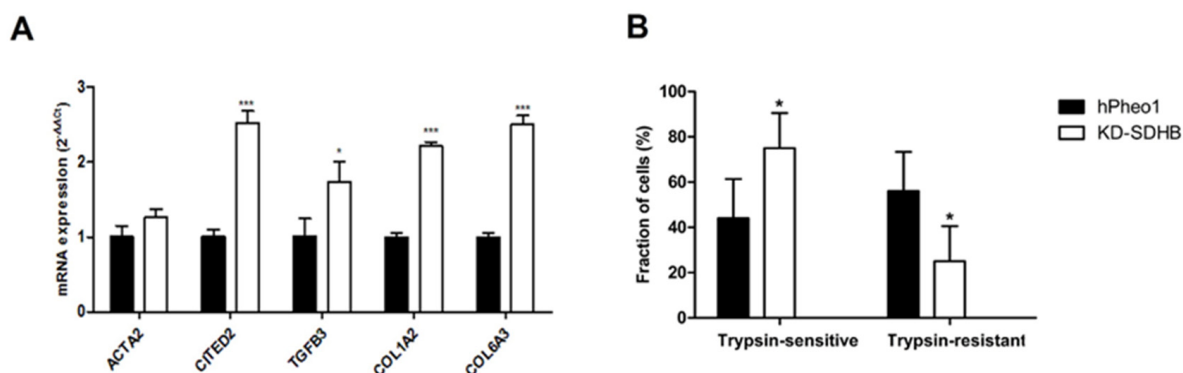 A
mRNA expression (2^-ΔΔCt)
3
2
1
0
***
*
***
***
ACTA2
CITED2
TGFB3
COL1A2
COL6A3
B
Fraction of cells (%)
100
80
60
40
20
0
*
*
Trypsin-sensitive
Trypsin-resistant
hPheo1
KD-SDHB